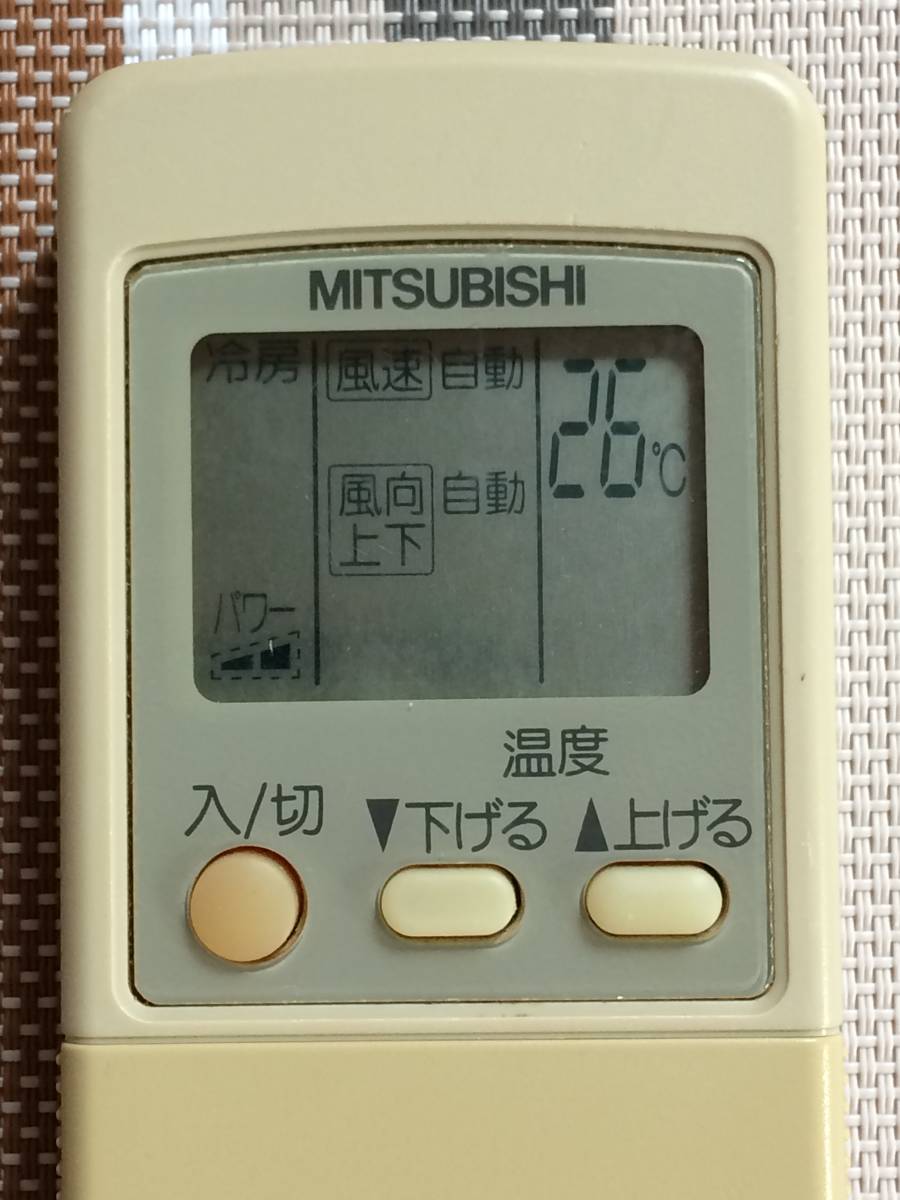 MITSUBISHI
冷房 風速 自動 26℃
風向 自動
上下
パワー
温度
入/切 ▼下げる ▲上げる